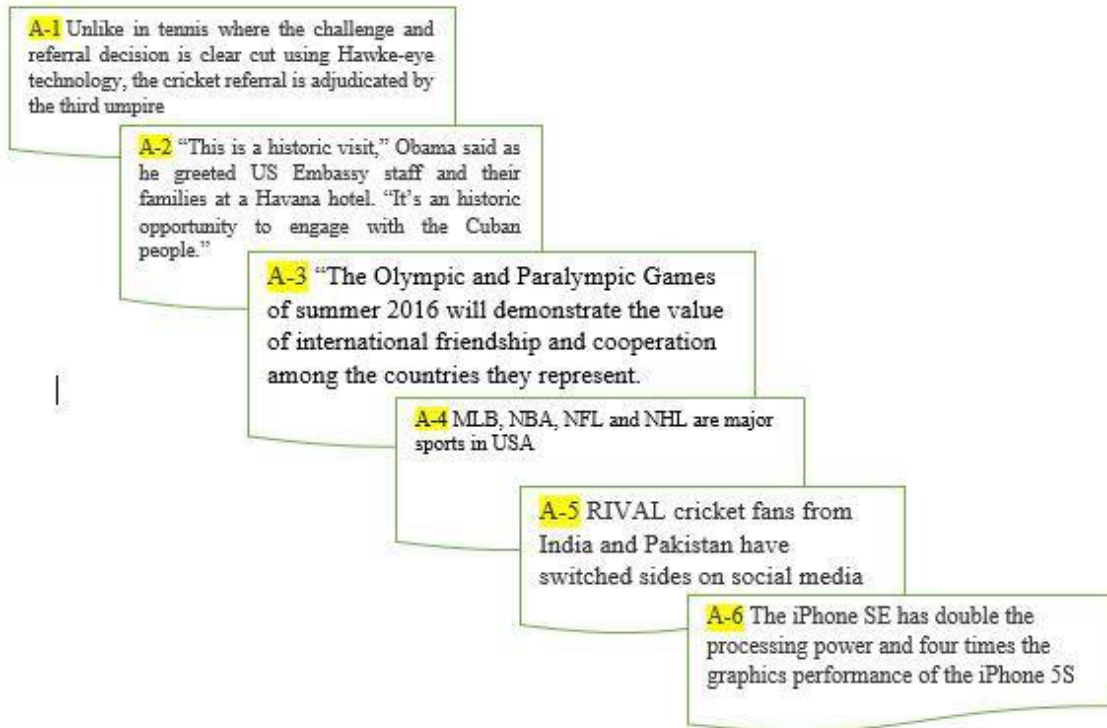 A-1 Unlike in tennis where the challenge and
referral decision is clear cut using Hawke-eye
technology, the cricket referral is adjudicated by
the third umpire
A-2 “This is a historic visit,” Obama said as
he greeted US Embassy staff and their
families at a Havana hotel. “It’s an historic
opportunity to engage with the Cuban
people.”
A-3 “The Olympic and Paralympic Games
of summer 2016 will demonstrate the value
of international friendship and cooperation
among the countries they represent.
A-4 MLB, NBA, NFL and NHL are major
sports in USA
A-5 RIVAL cricket fans from
India and Pakistan have
switched sides on social media
A-6 The iPhone SE has double the
processing power and four times the
graphics performance of the iPhone 5S